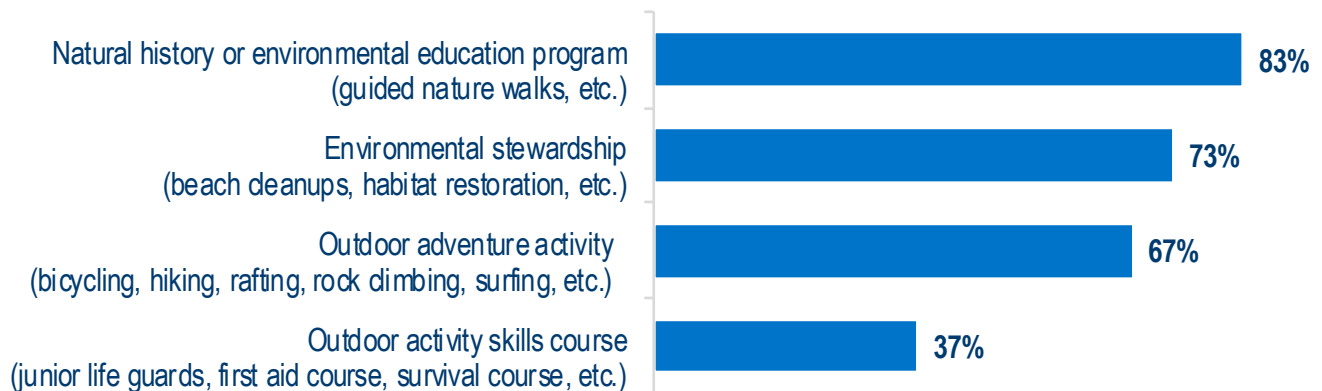 Natural history or environmental education program
(guided nature walks, etc.)
83%
Environmental stewardship
(beach cleanups, habitat restoration, etc.)
73%
Outdoor adventure activity
(bicycling, hiking, rafting, rock climbing, surfing, etc.)
67%
Outdoor activity skills course
(junior life guards, first aid course, survival course, etc.)
37%